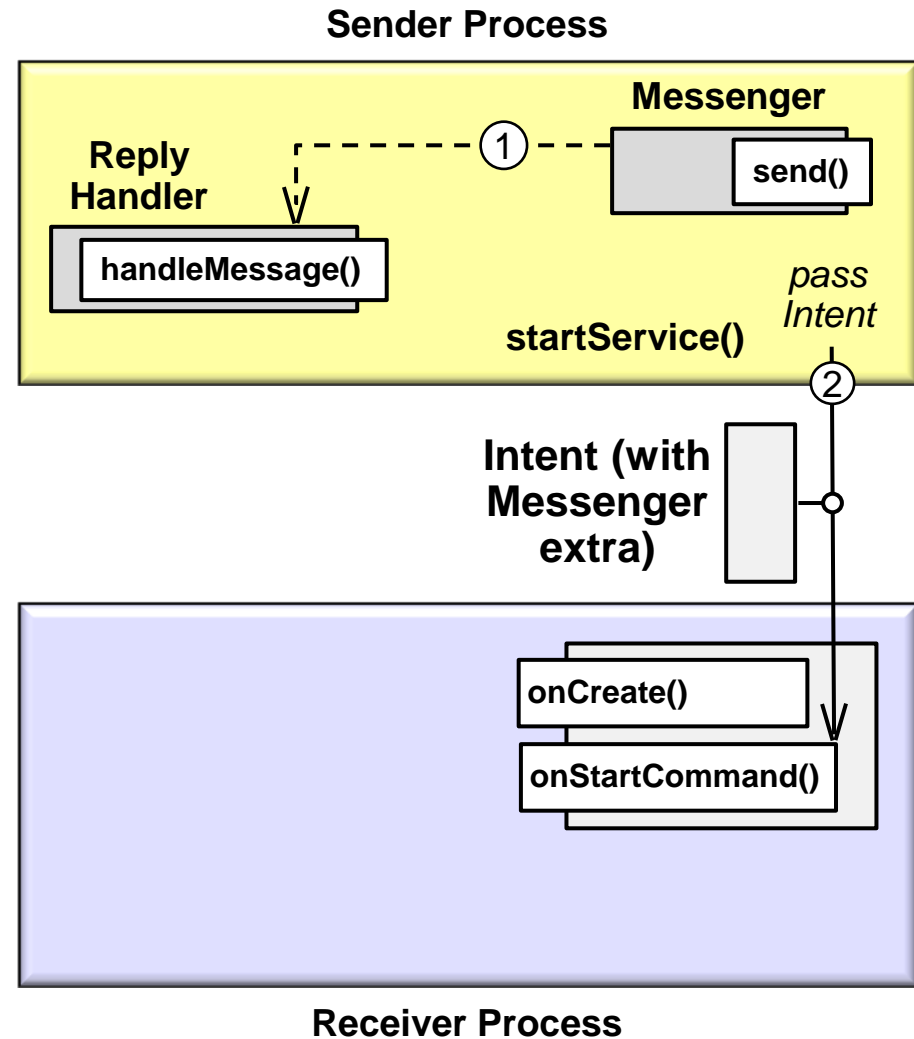 Sender Process
Messenger
1
send()
Reply
Handler
handleMessage()
pass
Intent
startService()
2
Intent (with
Messenger
extra)
onCreate()
onStartCommand()
Receiver Process